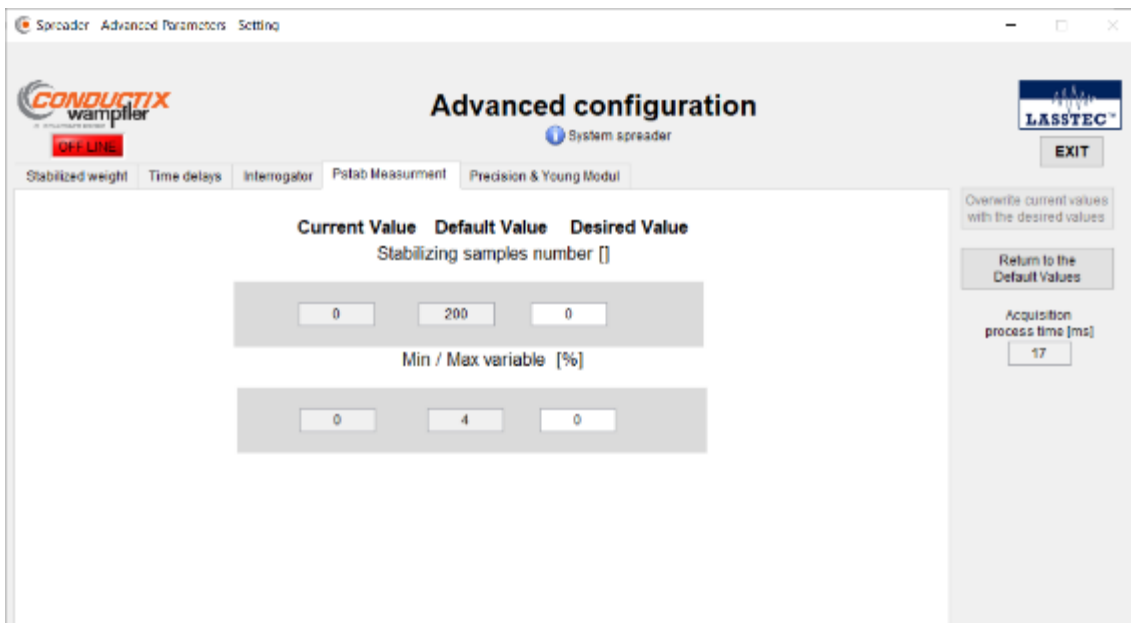 Spreader Advanced Parameters Setting
CONDUCTIX
wampfler
Advanced configuration
System spreader
LASSTEC
OFF LINE
EXIT
Stabilized weight Time delays Interrogator Pstab Measurment Precision & Young Modul
Overwrite current values
with the desired values
Current Value Default Value Desired Value
Stabilizing samples number []
Return to the
Default Values
0 200 0
Acquisition
process time [ms]
17
Min / Max variable [%]
0 4 0